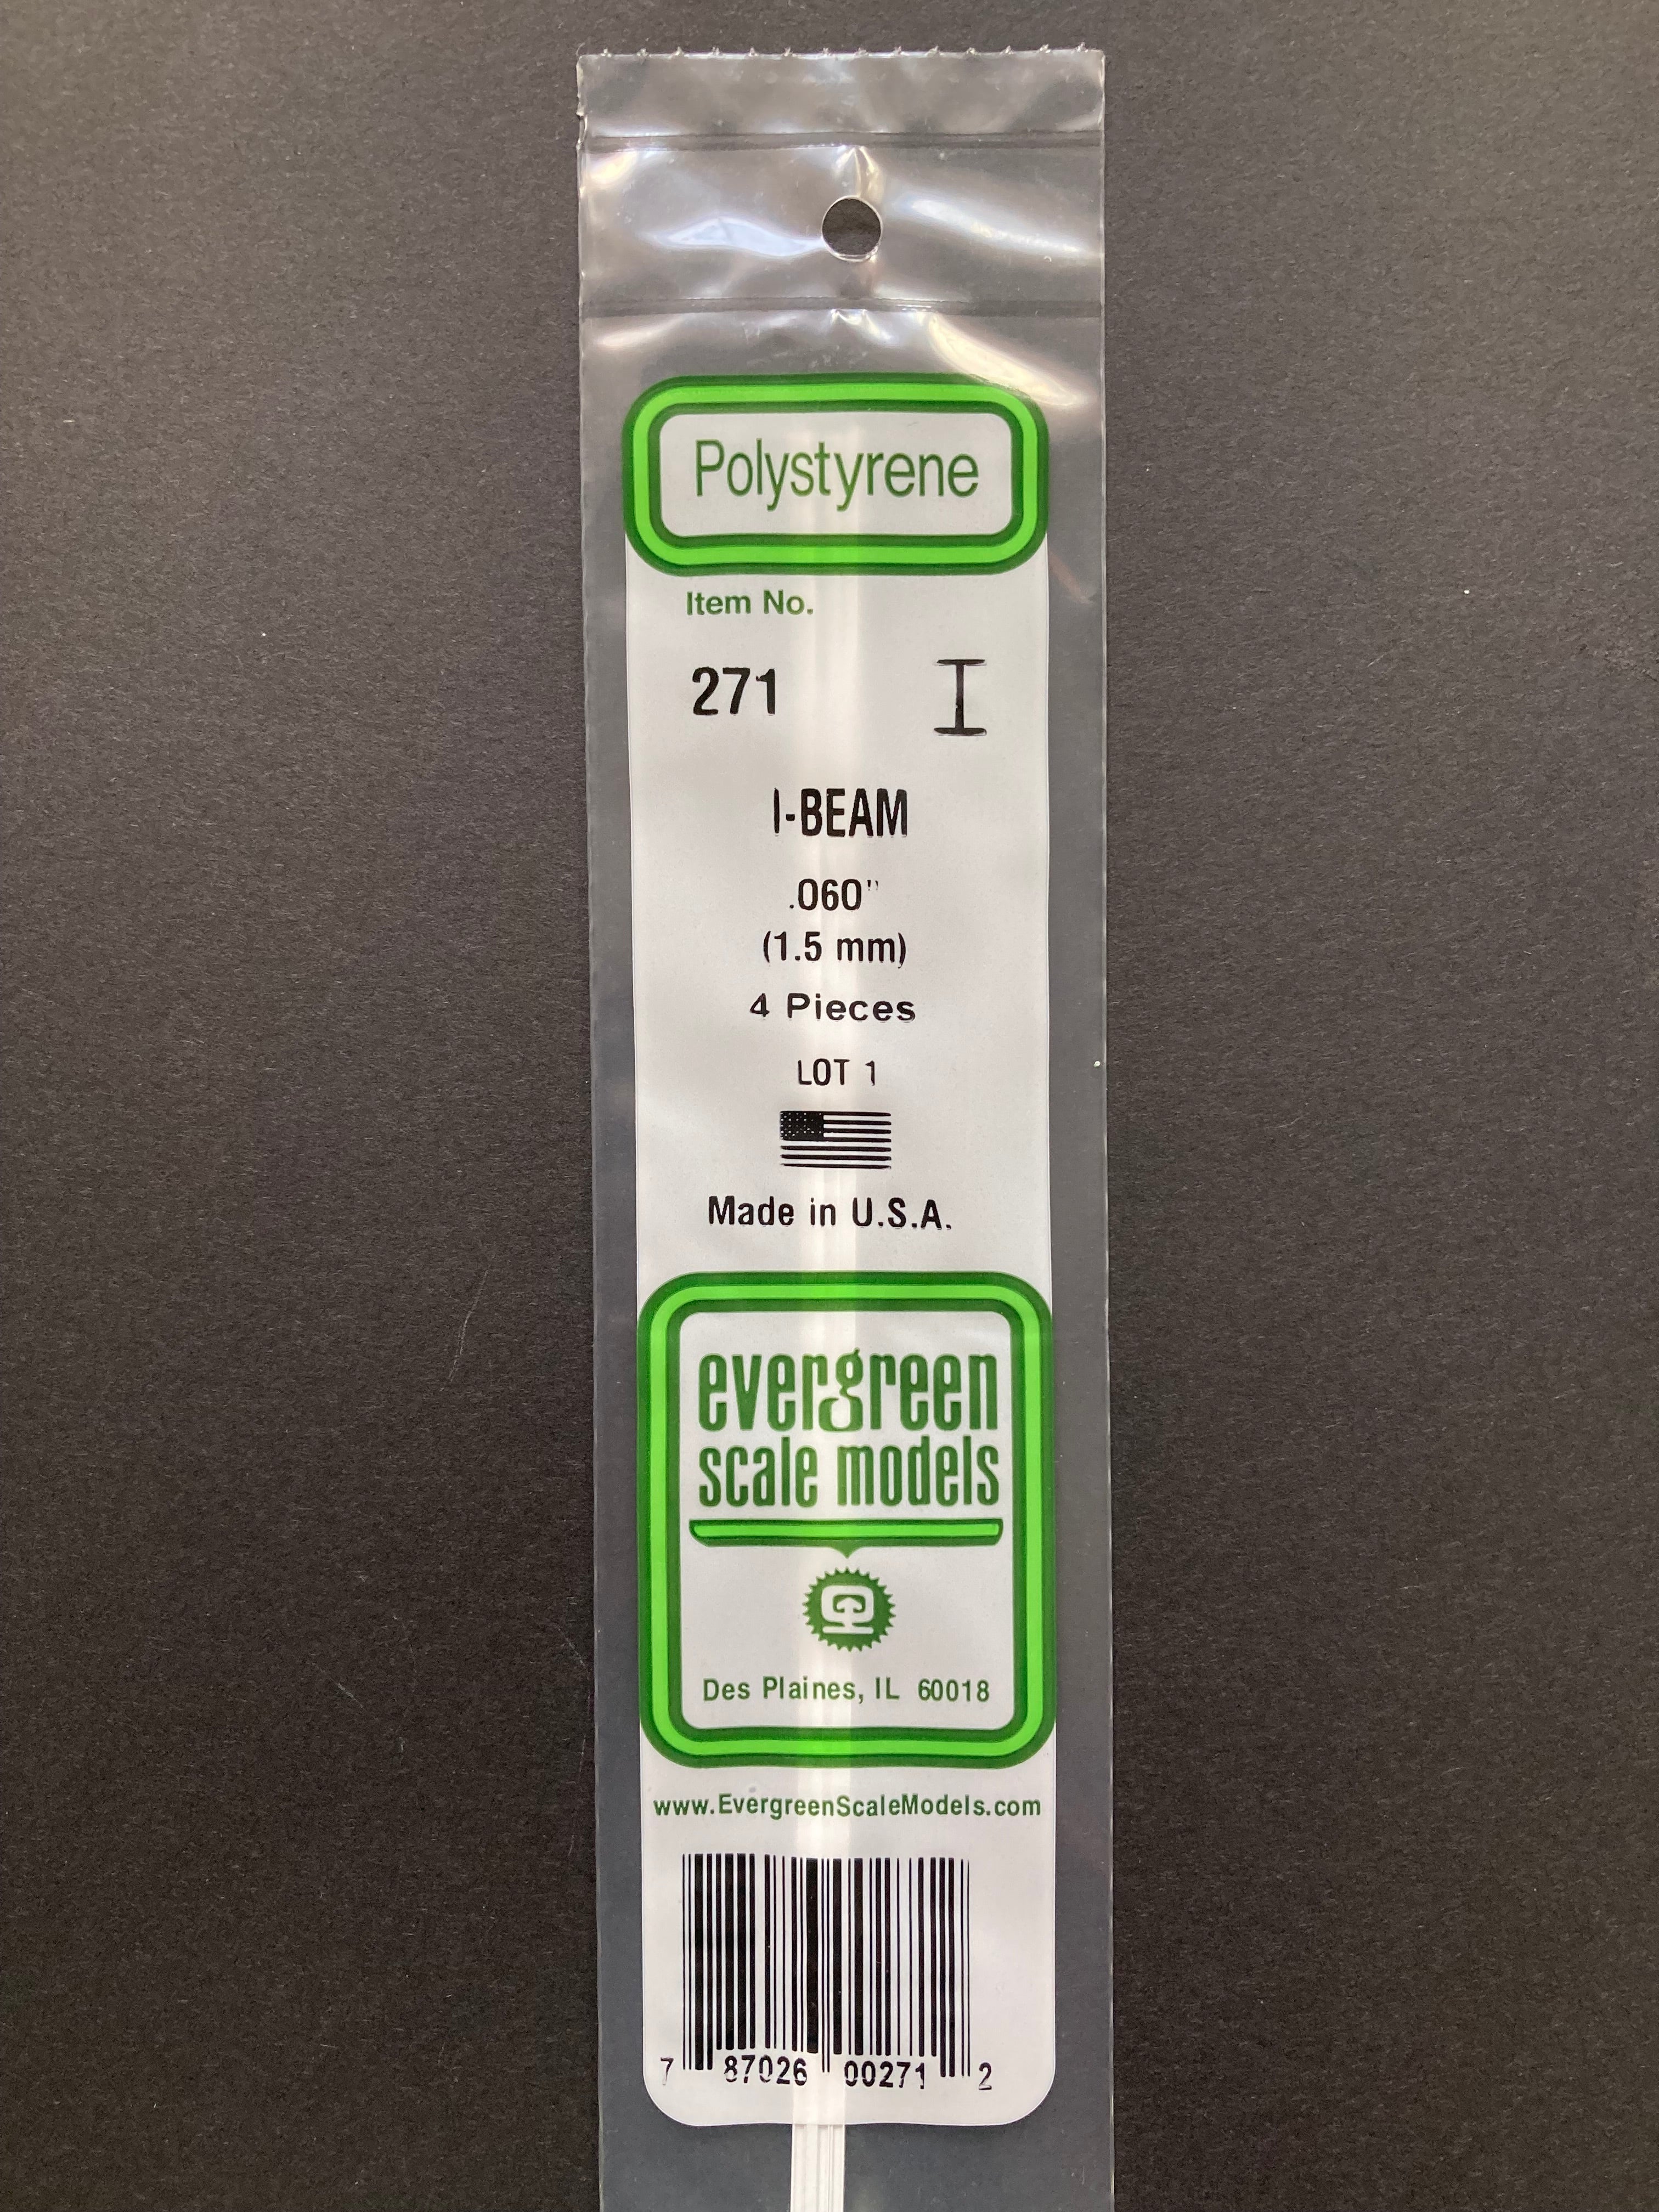 Polystyrene
Item No.
271
I-BEAM
.060"
(1.5 mm)
4 Pieces
LOT 1
Made in U.S.A.
evergreen
scale models
Des Plaines, IL 60018
www.EvergreenScaleModels.com
7 87026 00271 2